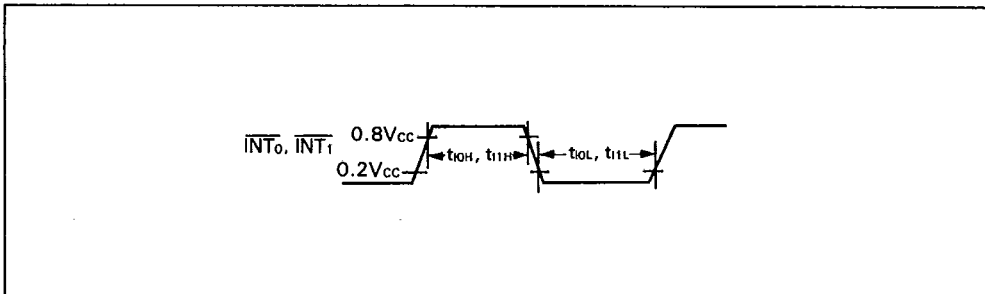 INT0, INT1 0.8Vcc
tI0H, tI1H tI0L, tI1L
0.2Vcc